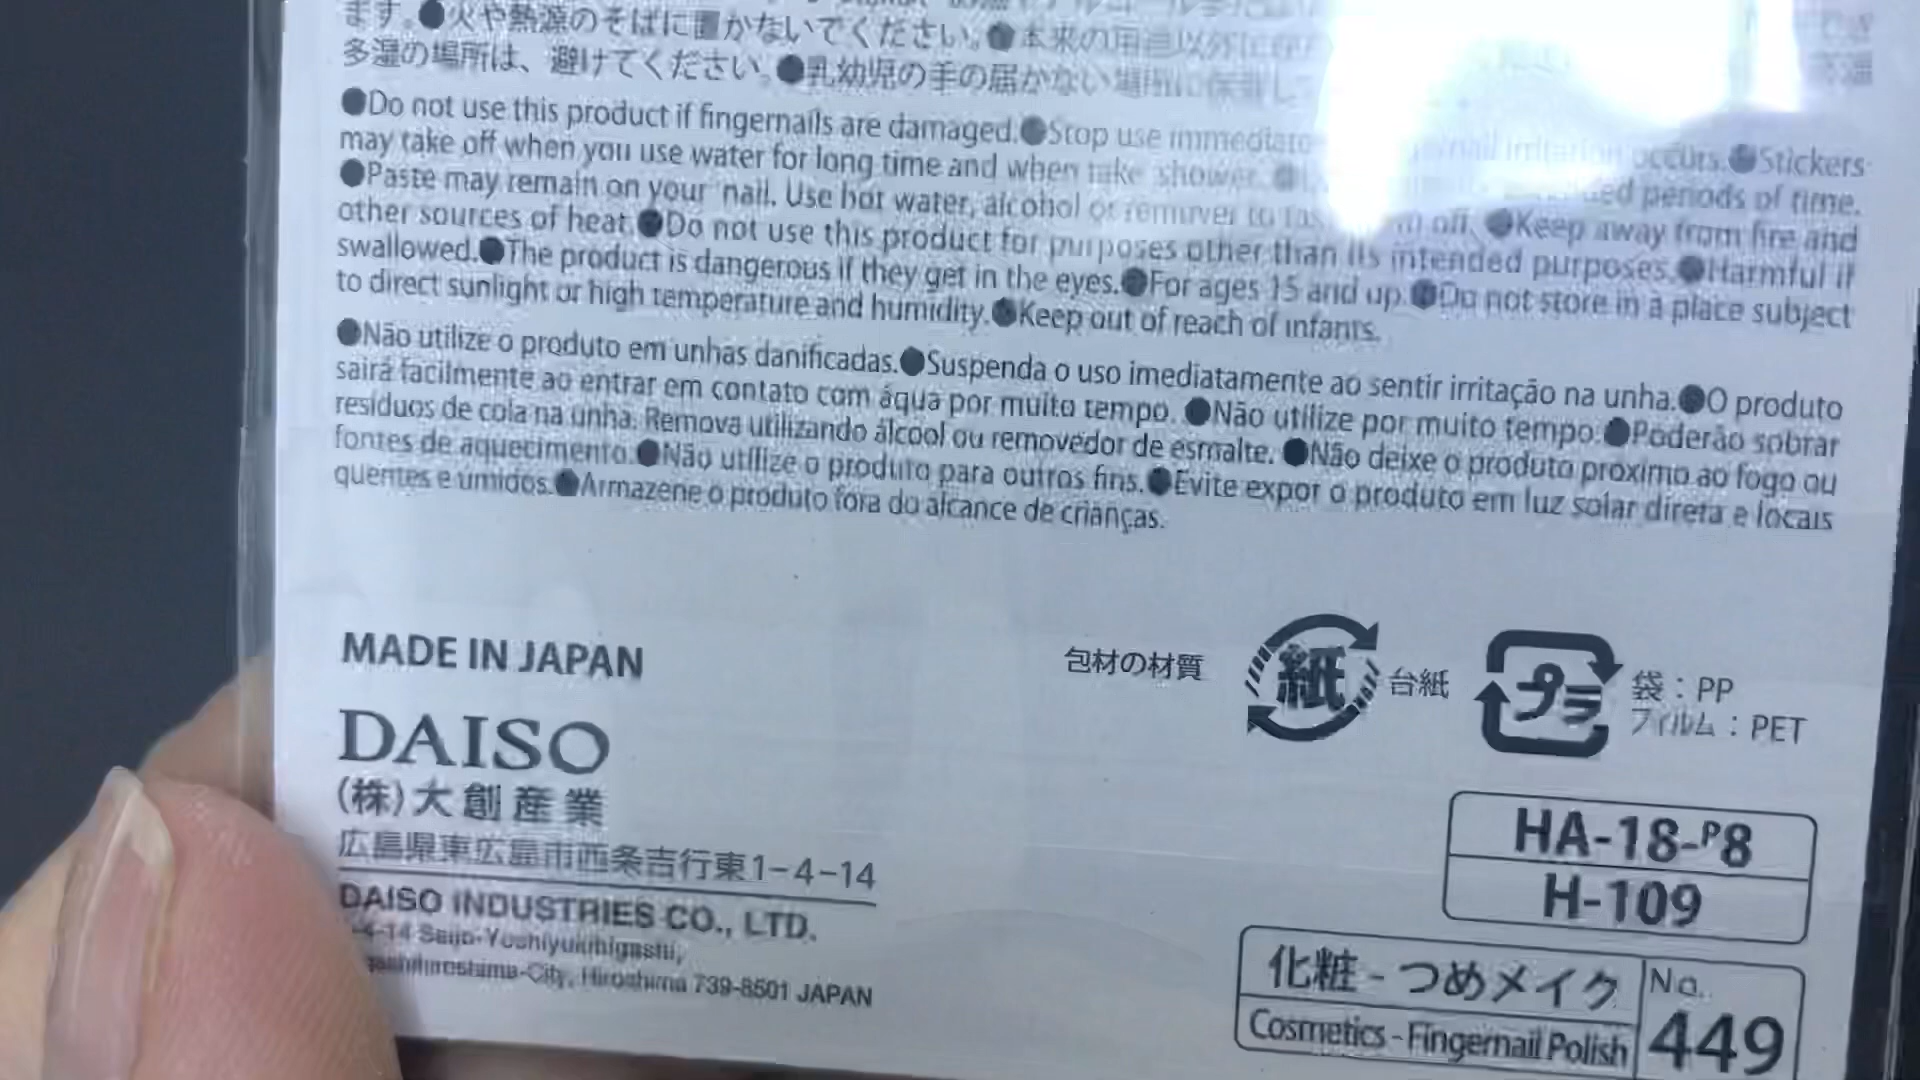 ます。●火や熱源のそばに置かないでください。●本来の用途以外に
多湿の場所は、避けてください。●乳幼児の手の届かない場所に保管し
●Do not use this product if fingernails are damaged.●Stop use immediate nail irritation occurs.●Stickers
may take off when you use water for long time and when take shower. periods of time.
●Paste may remain on your nail. Use hot water, alcohol or remover to off.●Keep away from fire and
other sources of heat.●Do not use this product for purposes other than its intended purposes.●Harmful if
swallowed.●The product is dangerous if they get in the eyes.●For ages 15 and up.●Do not store in a place subject
to direct sunlight or high temperature and humidity.●Keep out of reach of infants.
●Não utilize o produto em unhas danificadas.●Suspenda o uso imediatamente ao sentir irritação na unha.●O produto
sairá facilmente ao entrar em contato com água por muito tempo. ●Não utilize por muito tempo.●Poderão sobrar
resíduos de cola na unha. Remova utilizando álcool ou removedor de esmalte. ●Não deixe o produto próximo ao fogo ou
fontes de aquecimento.●Não utilize o produto para outros fins.●Evite expor o produto em luz solar direta e locais
quentes e úmidos.●Armazene o produto fora do alcance de crianças.
MADE IN JAPAN
包材の材質 紙 台紙 プラ 袋：PP
フィルム：PET
DAISO
(株)大創産業
広島県東広島市西条吉行東1-4-14
DAISO INDUSTRIES CO., LTD.
4-14 Saijo-Yoshiyukihigashi,
Hiroshima 739-8501 JAPAN
HA-18-P8
H-109
化粧-つめメイク No.
Cosmetics-Fingernail Polish 449